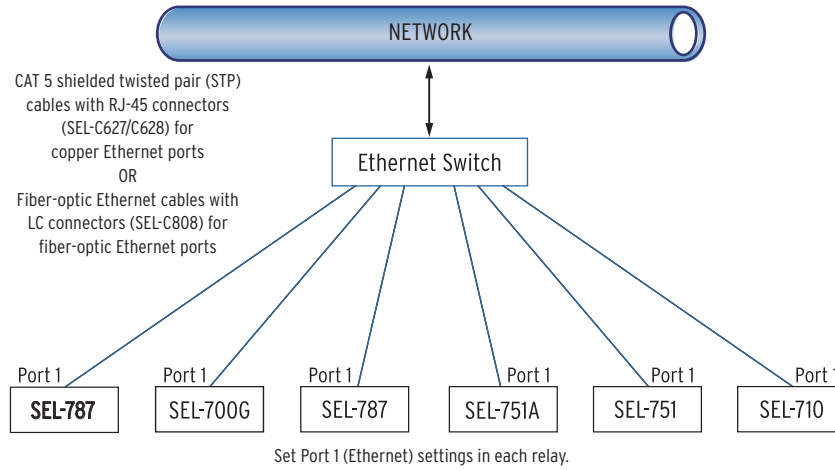 NETWORK
CAT 5 shielded twisted pair (STP)
cables with RJ-45 connectors
(SEL-C627/C628) for
copper Ethernet ports
OR
Fiber-optic Ethernet cables with
LC connectors (SEL-C808) for
fiber-optic Ethernet ports
Ethernet Switch
Port 1 Port 1 Port 1 Port 1 Port 1 Port 1
SEL-787 SEL-700G SEL-787 SEL-751A SEL-751 SEL-710
Set Port 1 (Ethernet) settings in each relay.